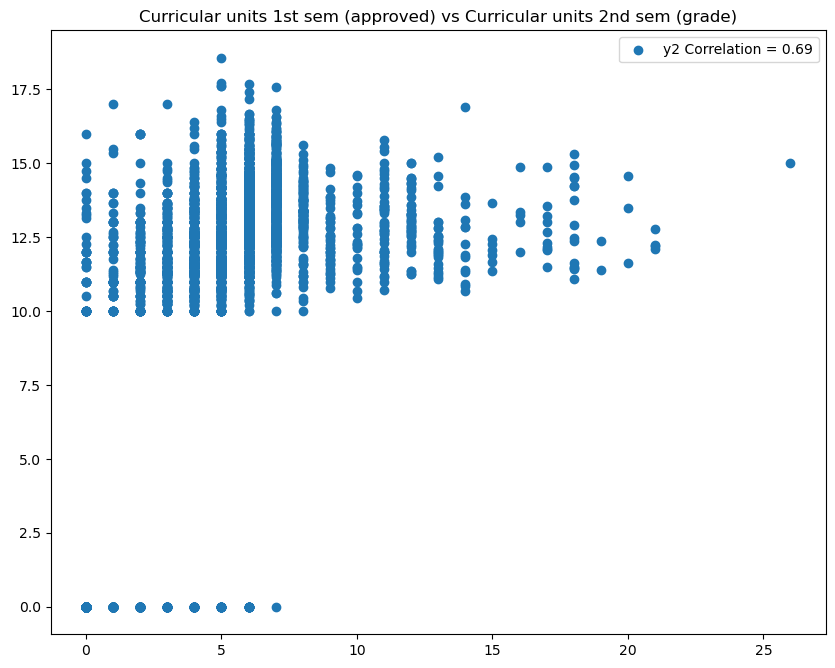 Curricular units 1st sem (approved) vs Curricular units 2nd sem (grade)
y2 Correlation = 0.69
17.5
15.0
12.5
10.0
7.5
5.0
2.5
0.0
0 5 10 15 20 25